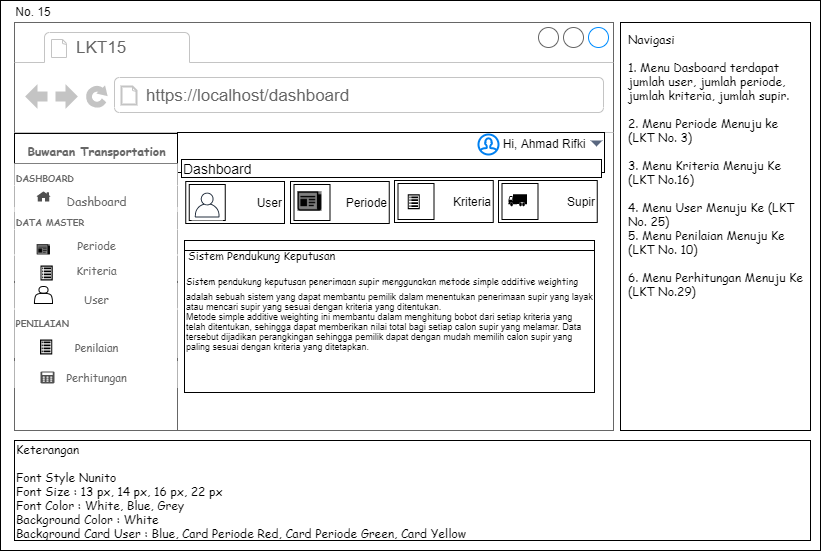 No. 15
LKT15
https://localhost/dashboard
Buwaran Transportation
Hi, Ahmad Rifki
DASHBOARD
Dashboard
DATA MASTER
Periode
Kriteria
User
PENILAIAN
Penilaian
Perhitungan
Dashboard
User
Periode
Kriteria
Supir
Sistem Pendukung Keputusan
Sistem pendukung keputusan penerimaan supir menggunakan metode simple additive weighting
adalah sebuah sistem yang dapat membantu pemilik dalam menentukan penerimaan supir yang layak
atau mencari supir yang sesuai dengan kriteria yang ditentukan.
Metode simple additive weighting ini membantu dalam menghitung bobot dari setiap kriteria yang
telah ditentukan, sehingga dapat memberikan nilai total bagi setiap calon supir yang melamar. Data
tersebut dijadikan perangkingan sehingga pemilik dapat dengan mudah memilih calon supir yang
paling sesuai dengan kriteria yang ditetapkan.
Navigasi
1. Menu Dasboard terdapat
jumlah user, jumlah periode,
jumlah kriteria, jumlah supir.
2. Menu Periode Menuju ke
(LKT No. 3)
3. Menu Kriteria Menuju Ke
(LKT No.16)
4. Menu User Menuju Ke (LKT
No. 25)
5. Menu Penilaian Menuju Ke
(LKT No. 10)
6. Menu Perhitungan Menuju Ke
(LKT No.29)
Keterangan
Font Style Nunito
Font Size : 13 px, 14 px, 16 px, 22 px
Font Color : White, Blue, Grey
Background Color : White
Background Card User : Blue, Card Periode Red, Card Periode Green, Card Yellow